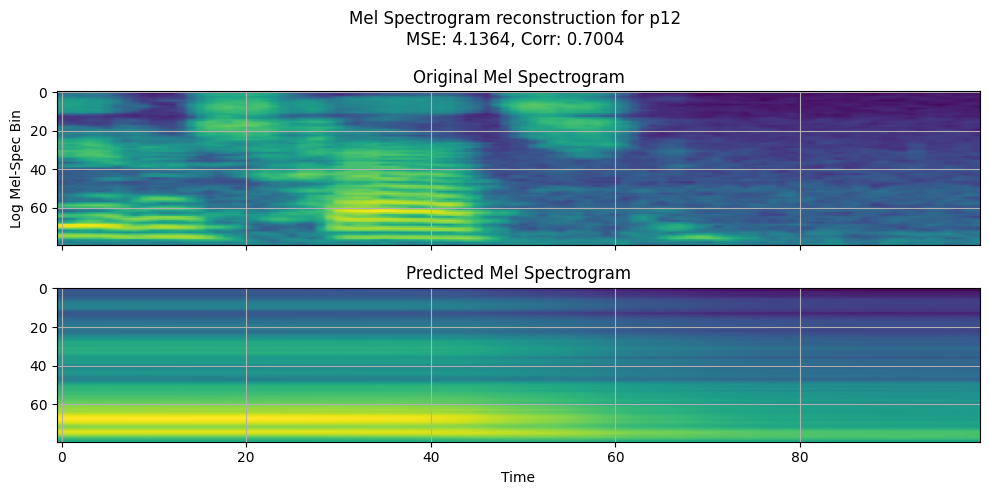 Mel Spectrogram reconstruction for p12
MSE: 4.1364, Corr: 0.7004
Original Mel Spectrogram
Log Mel-Spec Bin
0
20
40
60
Predicted Mel Spectrogram
0
20
40
60
0 20 40 60 80
Time